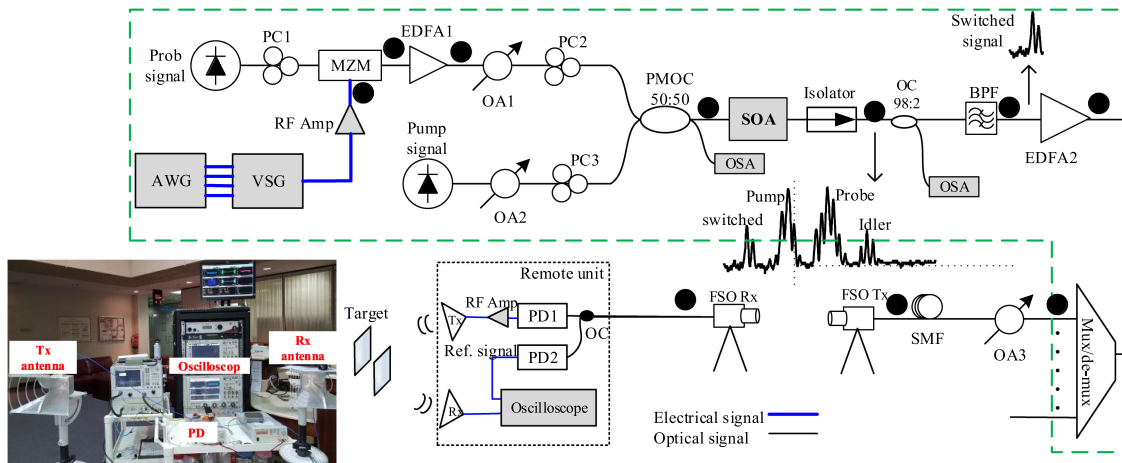 Prob
signal
PC1
MZM
EDFA1
OA1
PC2
RF Amp
AWG
VSG
Pump
signal
OA2
PC3
PMOC
50:50
OSA
SOA
Isolator
OC
98:2
OSA
BPF
Switched
signal
EDFA2
switched
Pump
Probe
Idler
Tx
antenna
Oscilloscop
Rx
antenna
PD
Target
Remote unit
Tx
RF Amp
PD1
OC
Ref. signal
PD2
Rx
Oscilloscope
FSO Rx
FSO Tx
SMF
OA3
Mux/de-mux
Electrical signal
Optical signal